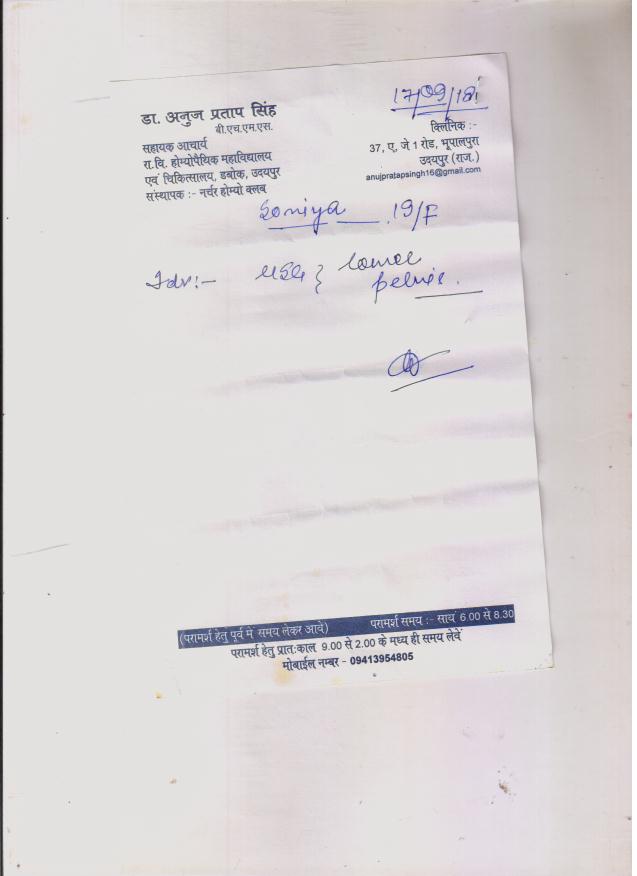 17/09/18
डा. अनुज प्रताप सिंह
बी.एच.एम.एस.
सहायक आचार्य
रा.वि. होम्योपैथिक महाविद्यालय
एवं चिकित्सालय, डबोक, उदयपुर
संस्थापक :- नर्चर होम्यो क्लब
क्लिनिक :-
37, ए, जे 1 रोड, भूपालपुरा
उदयपुर (राज.)
anujpratapsingh16@gmail.com
Soniya 19/F
Adv:- USG } lower
pelvis.
(परामर्श हेतु पूर्व में समय लेकर आवें) परामर्श समय :- सायं 6.00 से 8.30
परामर्श हेतु प्रात:काल 9.00 से 2.00 के मध्य ही समय लेवें
मोबाईल नम्बर - 09413954805